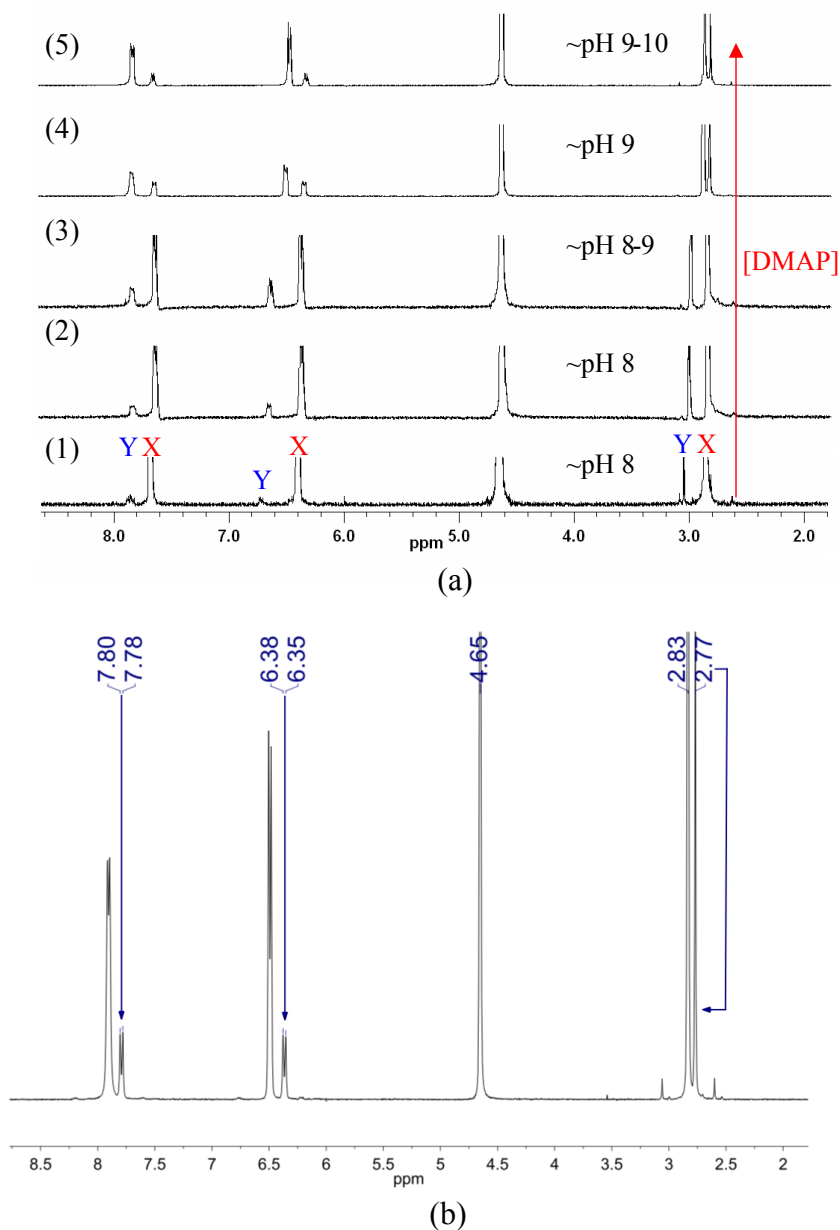 (5)
~pH 9-10
(4)
~pH 9
(3)
~pH 8-9
[DMAP]
(2)
~pH 8
(1)
Y X Y X ~pH 8 Y X
8.0 7.0 6.0 5.0 4.0 3.0 2.0
ppm
(a)
7.80 7.78 6.38 6.35 4.65 2.83 2.77
8.5 8 7.5 7 6.5 6 5.5 5 4.5 4 3.5 3 2.5 2
ppm
(b)